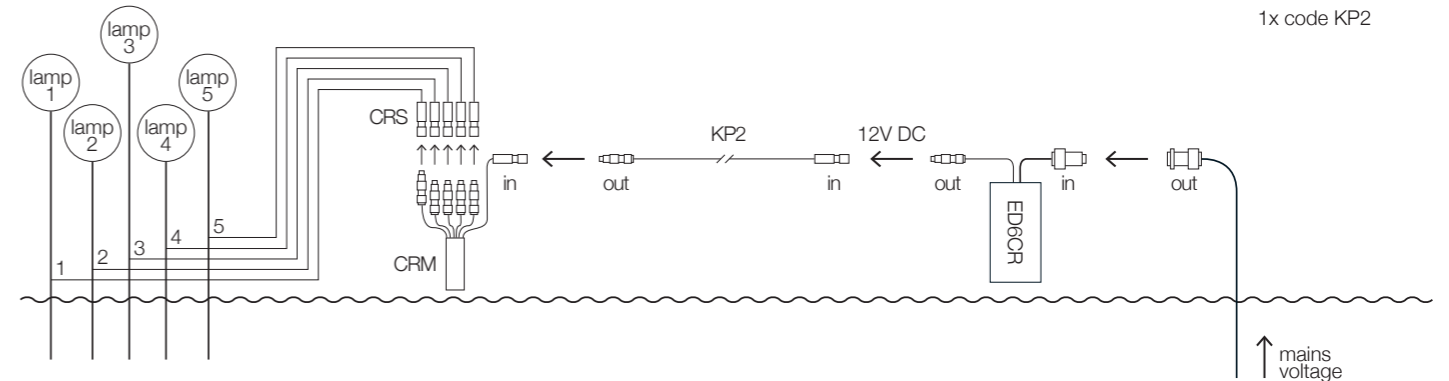 1x code KP2
lamp
3
lamp
1
lamp
5
lamp
2
lamp
4
CRS
KP2
12V DC
in
out
in
out
in
out
ED6CR
CRM
5
4
3
2
1
mains
voltage